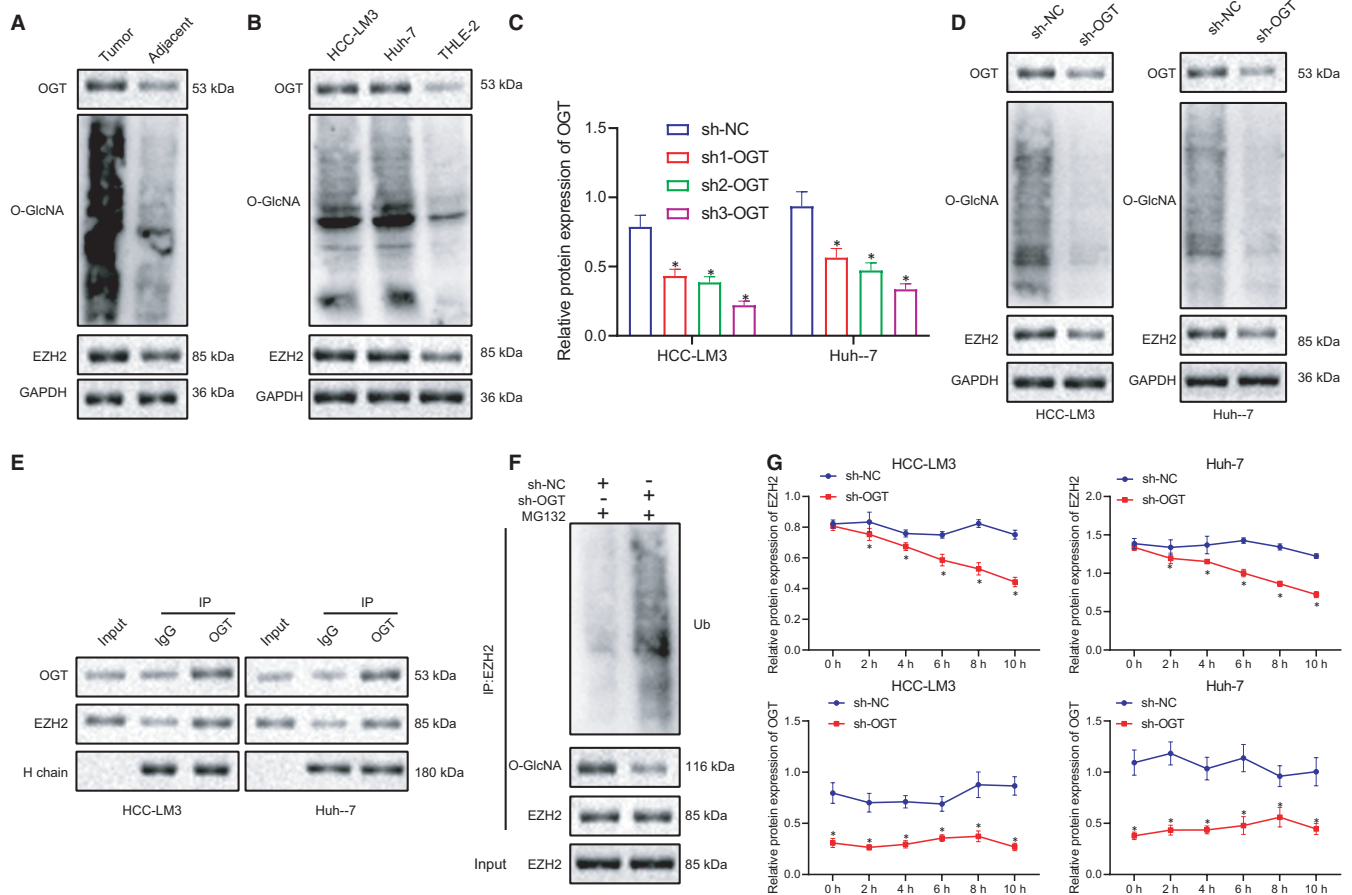 A
Tumor
Adjacent
OGT
53 kDa
O-GlcNA
EZH2
85 kDa
GAPDH
36 kDa
B
HCC-LM3
Huh-7
THLE-2
OGT
53 kDa
O-GlcNA
EZH2
85 kDa
GAPDH
36 kDa
C
Relative protein expression of OGT
1.5
1.0
0.5
0.0
sh-NC
sh1-OGT
sh2-OGT
sh3-OGT
* * *
* * *
HCC-LM3
Huh--7
D
sh-NC
sh-OGT
OGT
O-GlcNA
EZH2
GAPDH
HCC-LM3
sh-NC
sh-OGT
OGT
53 kDa
O-GlcNA
EZH2
85 kDa
GAPDH
36 kDa
Huh--7
E
IP
IP
Input
IgG
OGT
Input
IgG
OGT
OGT
53 kDa
EZH2
85 kDa
H chain
180 kDa
HCC-LM3
Huh--7
F
sh-NC + -
sh-OGT - +
MG132 + +
IP:EZH2
Ub
O-GlcNA
116 kDa
EZH2
85 kDa
Input
EZH2
85 kDa
G
HCC-LM3
sh-NC
sh-OGT
Relative protein expression of EZH2
1.0
0.8
0.6
0.4
0.2
0.0
* * * * *
0 h 2 h 4 h 6 h 8 h 10 h
Huh-7
sh-NC
sh-OGT
Relative protein expression of EZH2
2.0
1.5
1.0
0.5
0.0
* * * * *
0 h 2 h 4 h 6 h 8 h 10 h
HCC-LM3
sh-NC
sh-OGT
Relative protein expression of OGT
1.5
1.0
0.5
0.0
* * * * * *
0 h 2 h 4 h 6 h 8 h 10 h
Huh-7
sh-NC
sh-OGT
Relative protein expression of OGT
1.5
1.0
0.5
0.0
* * * * * *
0 h 2 h 4 h 6 h 8 h 10 h